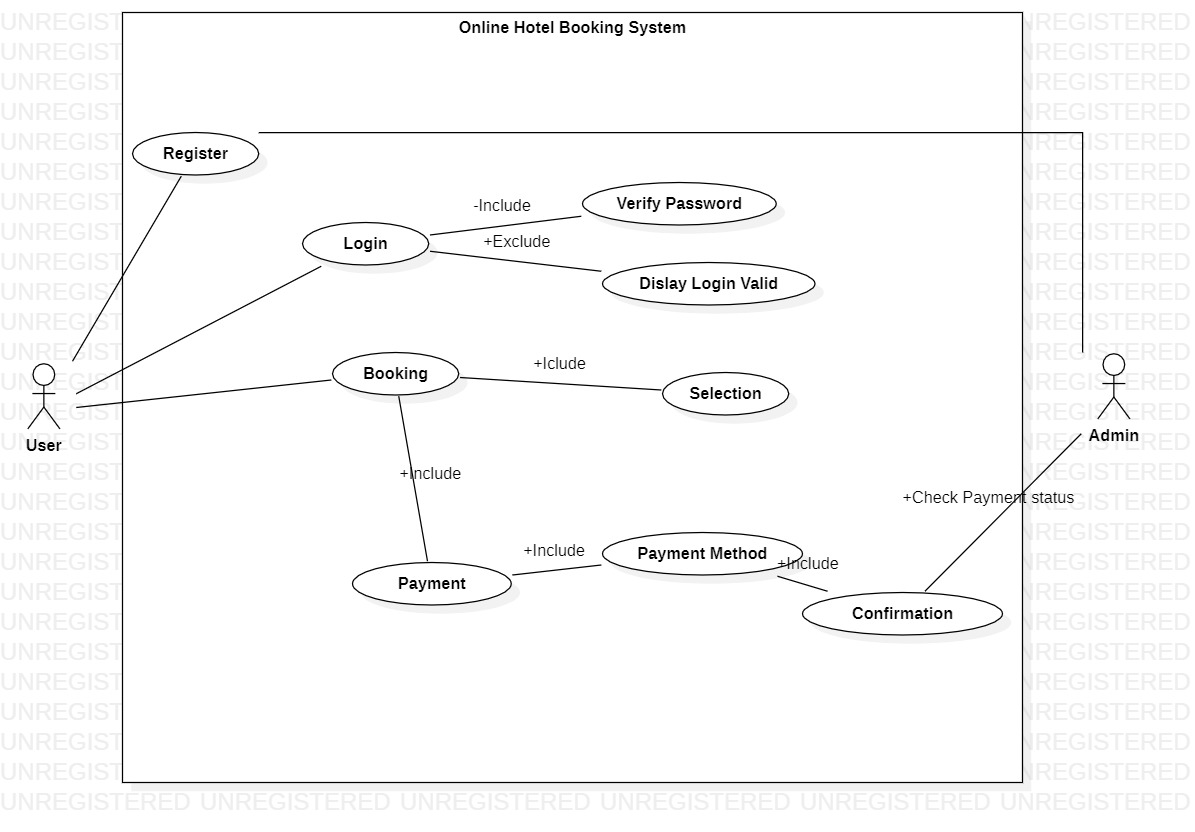 Online Hotel Booking System
Register
-Include
Verify Password
Login
+Exclude
Dislay Login Valid
Booking
+Iclude
Selection
User
Admin
+Include
+Check Payment status
+Include
Payment Method
+Include
Payment
Confirmation
UNREGISTERED UNREGISTERED UNREGISTERED UNREGISTERED UNREGISTERED UNREGISTERED